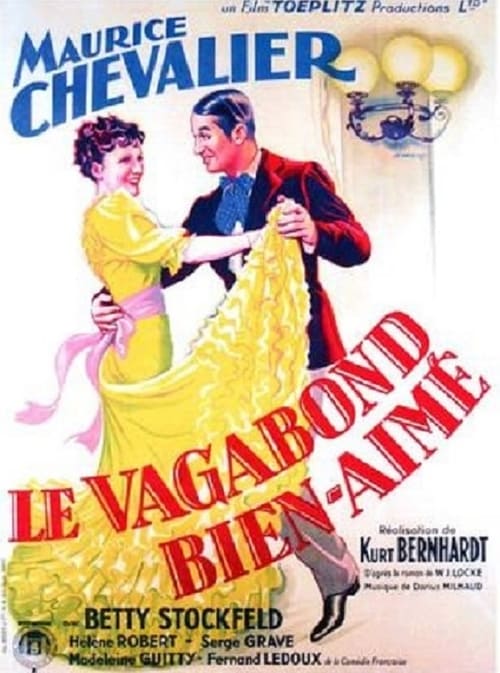 un Film TOEPLITZ Productions LTD
MAURICE
CHEVALIER
LE VAGABOND
BIEN-AIMÉ
Réalisation de
KURT BERNHARDT
D'après le roman de W.J. LOCKE
Musique de Darius MILHAUD
avec BETTY STOCKFELD
Hélène ROBERT - Serge GRAVE
Madeleine GUITTY - Fernand LEDOUX de la Comédie Française